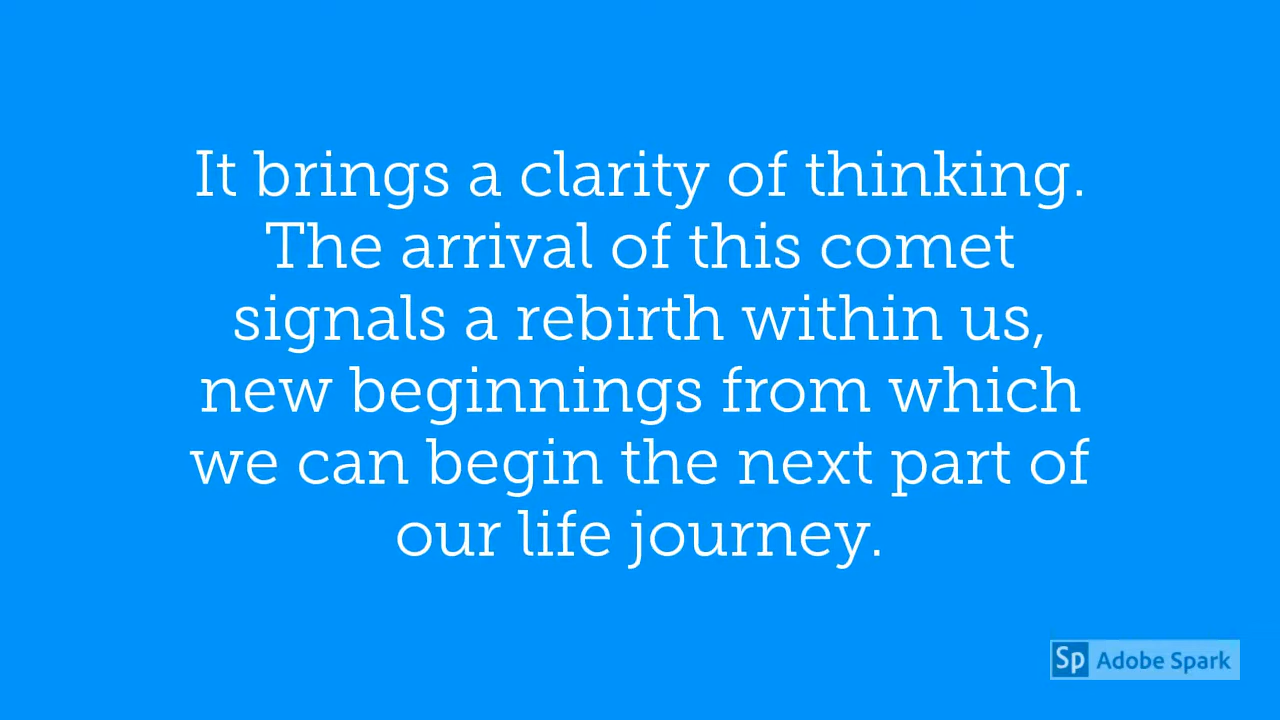 It brings a clarity of thinking.
The arrival of this comet
signals a rebirth within us,
new beginnings from which
we can begin the next part of
our life journey.
Sp Adobe Spark